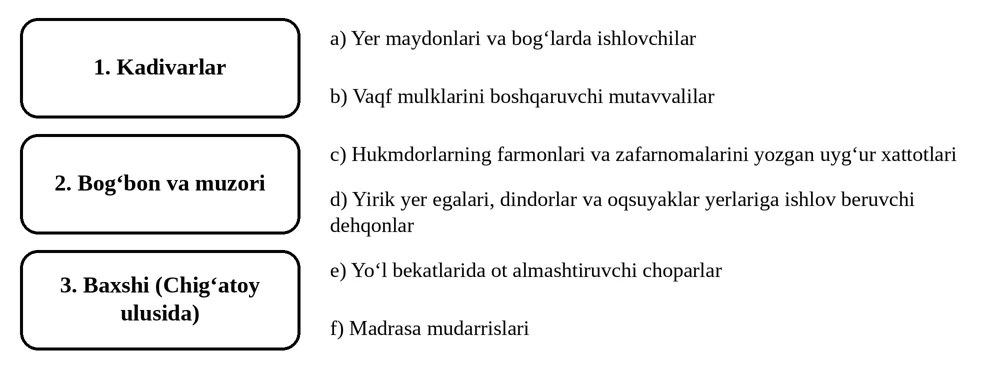 1. Kadivarlar
2. Bog‘bon va muzori
3. Baxshi (Chig‘atoy
ulusida)
a) Yer maydonlari va bog‘larda ishlovchilar
b) Vaqf mulklarini boshqaruvchi mutavvalilar
c) Hukmdorlarning farmonlari va zafarnomalarini yozgan uyg‘ur xattotlari
d) Yirik yer egalari, dindorlar va oqsuyaklar yerlariga ishlov beruvchi
dehqonlar
e) Yo‘l bekatlarida ot almashtiruvchi choparlar
f) Madrasa mudarrislari